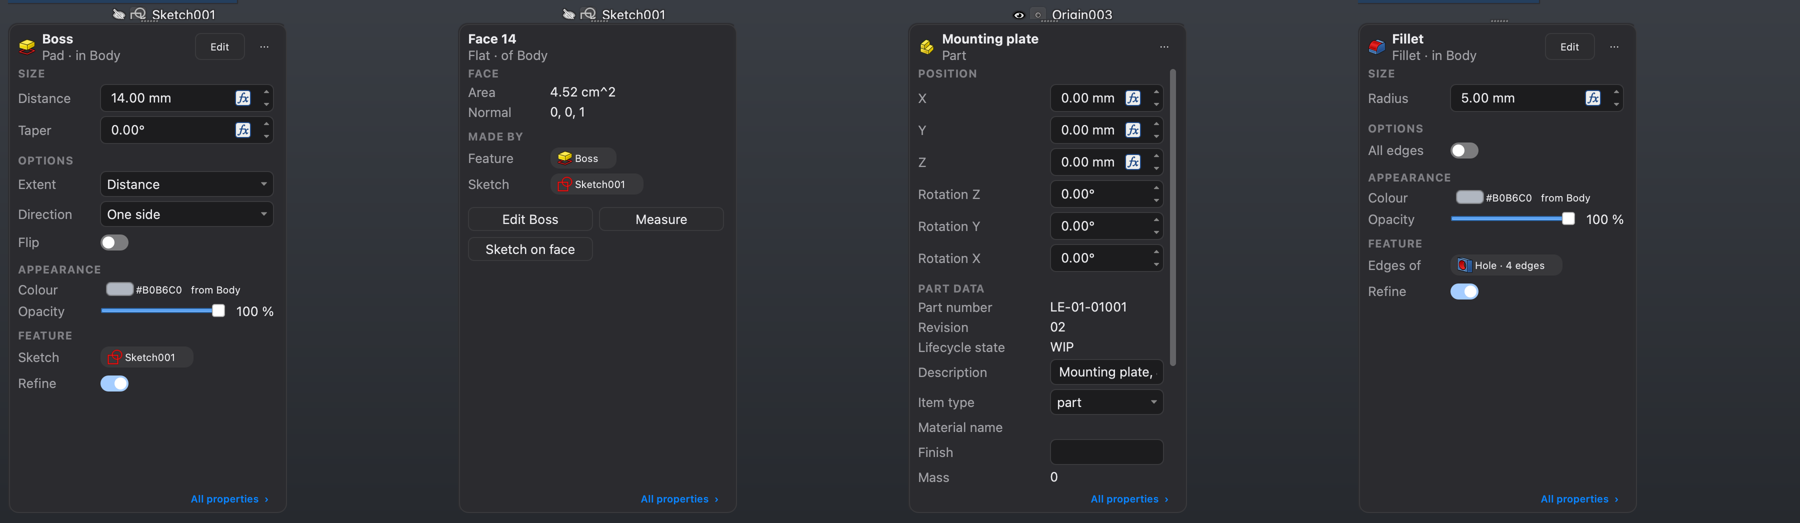 Sketch001
Boss
Pad · in Body
Edit
...
SIZE
Distance 14.00 mm fx
Taper 0.00° fx
OPTIONS
Extent Distance
Direction One side
Flip
APPEARANCE
Colour #B0B6C0 from Body
Opacity 100 %
FEATURE
Sketch Sketch001
Refine
All properties ›
Sketch001
Face 14
Flat · of Body
FACE
Area 4.52 cm^2
Normal 0, 0, 1
MADE BY
Feature Boss
Sketch Sketch001
Edit Boss Measure
Sketch on face
All properties ›
Origin003
Mounting plate
Part
...
POSITION
X 0.00 mm fx
Y 0.00 mm fx
Z 0.00 mm fx
Rotation Z 0.00°
Rotation Y 0.00°
Rotation X 0.00°
PART DATA
Part number LE-01-01001
Revision 02
Lifecycle state WIP
Description Mounting plate,
Item type part
Material name
Finish
Mass 0
All properties ›
Fillet
Fillet · in Body
Edit
...
SIZE
Radius 5.00 mm fx
OPTIONS
All edges
APPEARANCE
Colour #B0B6C0 from Body
Opacity 100 %
FEATURE
Edges of Hole · 4 edges
Refine
All properties ›